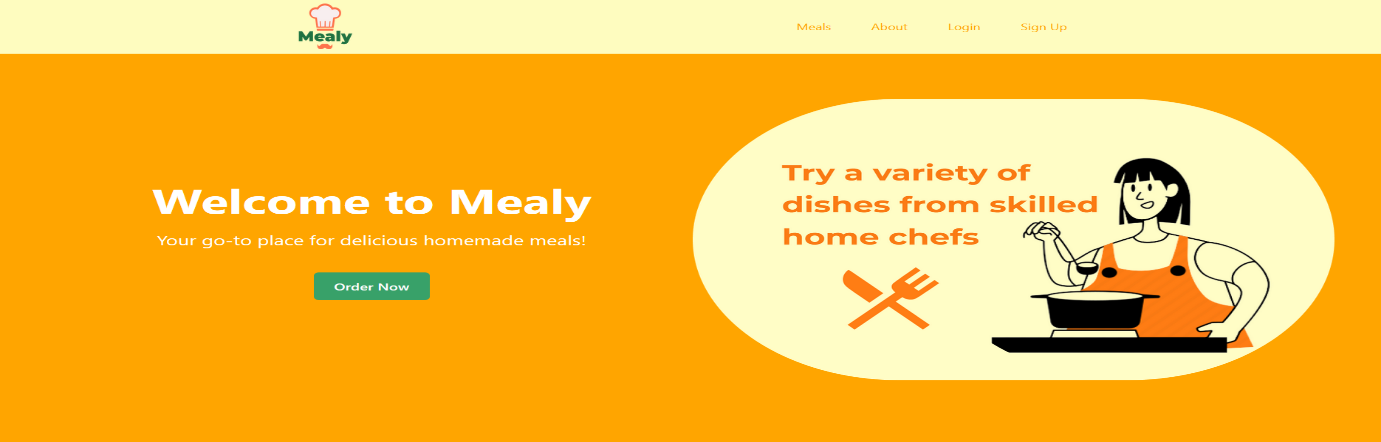 Mealy
Meals
About
Login
Sign Up
Welcome to Mealy
Your go-to place for delicious homemade meals!
Order Now
Try a variety of
dishes from skilled
home chefs